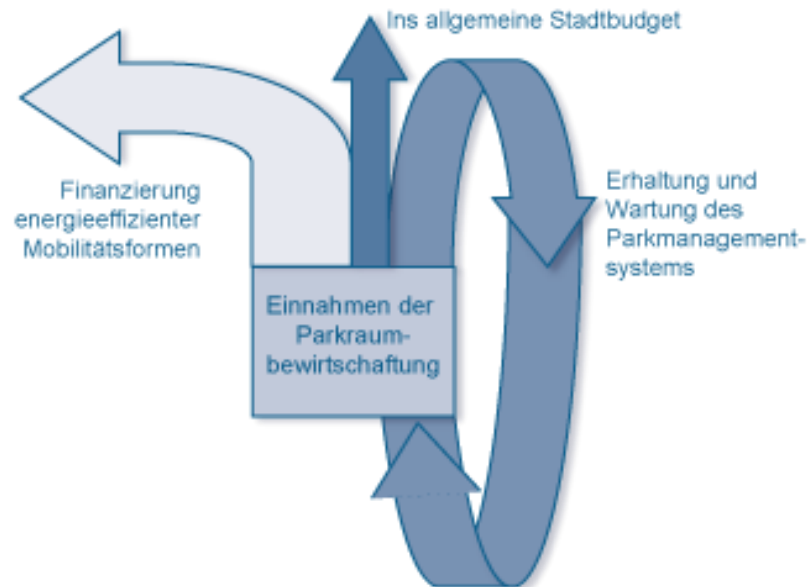 Ins allgemeine Stadtbudget
Finanzierung
energieeffizienter
Mobilitätsformen
Erhaltung und
Wartung des
Parkmanagement-
systems
Einnahmen der
Parkraum-
bewirtschaftung